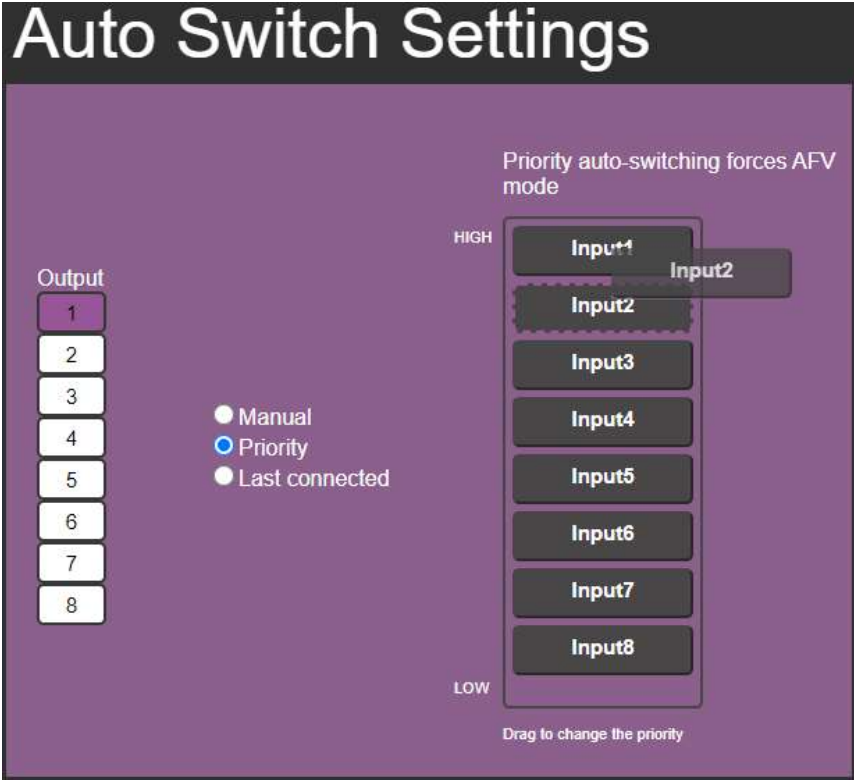 Auto Switch Settings
Priority auto-switching forces AFV
mode
HIGH
Input1
Input2
Output
1
Input2
2
Input3
3
Manual
Input4
4
Priority
5
Last connected
Input5
6
Input6
7
Input7
8
Input8
LOW
Drag to change the priority